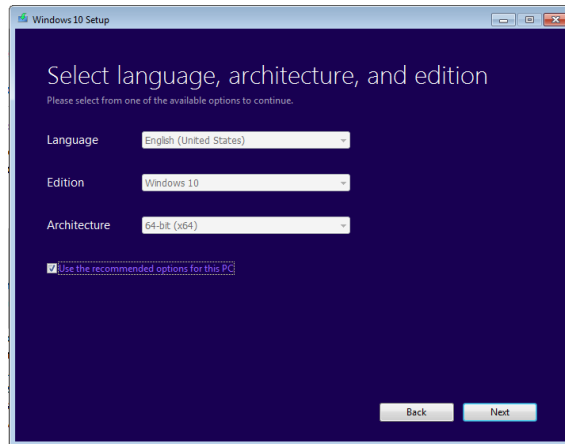 Windows 10 Setup
Select language, architecture, and edition
Please select from one of the available options to continue.
Language English (United States)
Edition Windows 10
Architecture 64-bit (x64)
Use the recommended options for this PC
Back Next